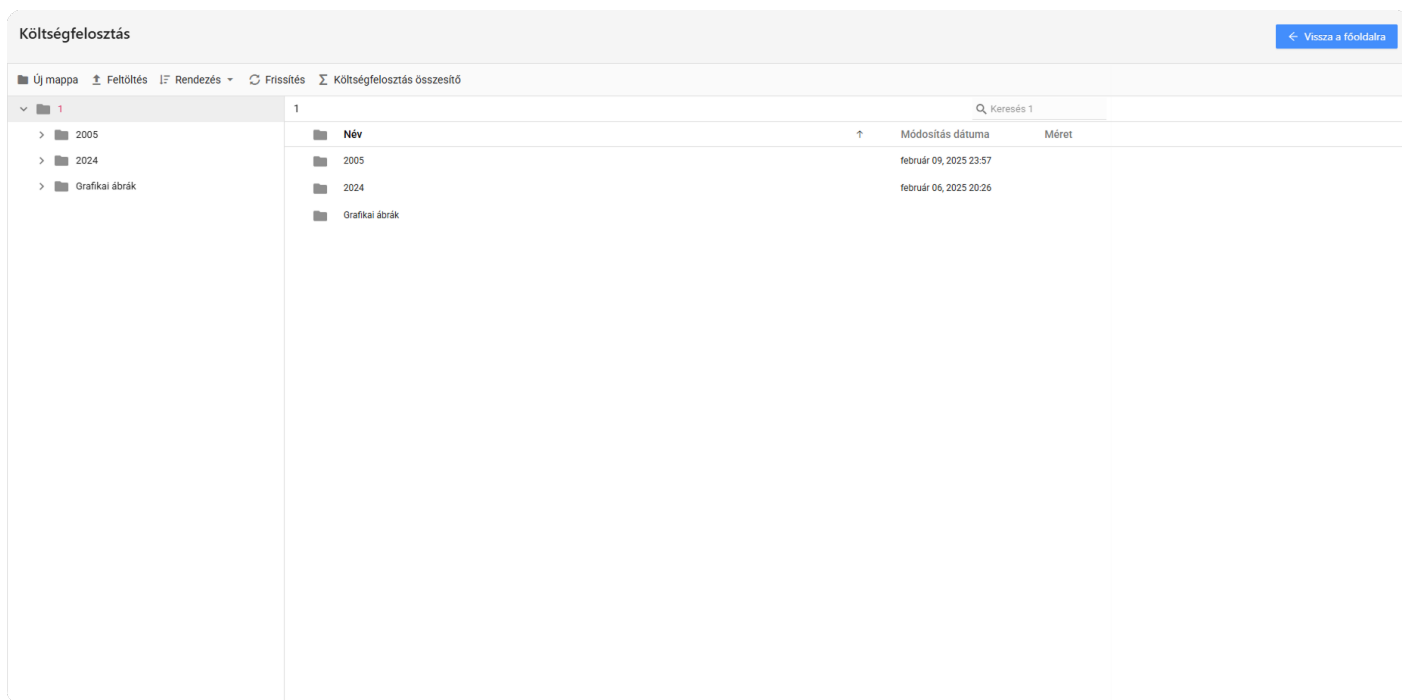 Költségfelosztás
Vissza a főoldalra
Új mappa Feltöltés Rendezés Frissítés Költségfelosztás összesítő
1
2005
2024
Grafikai ábrák
1 Keresés 1
Név Módosítás dátuma Méret
2005 február 09, 2025 23:57
2024 február 06, 2025 20:26
Grafikai ábrák